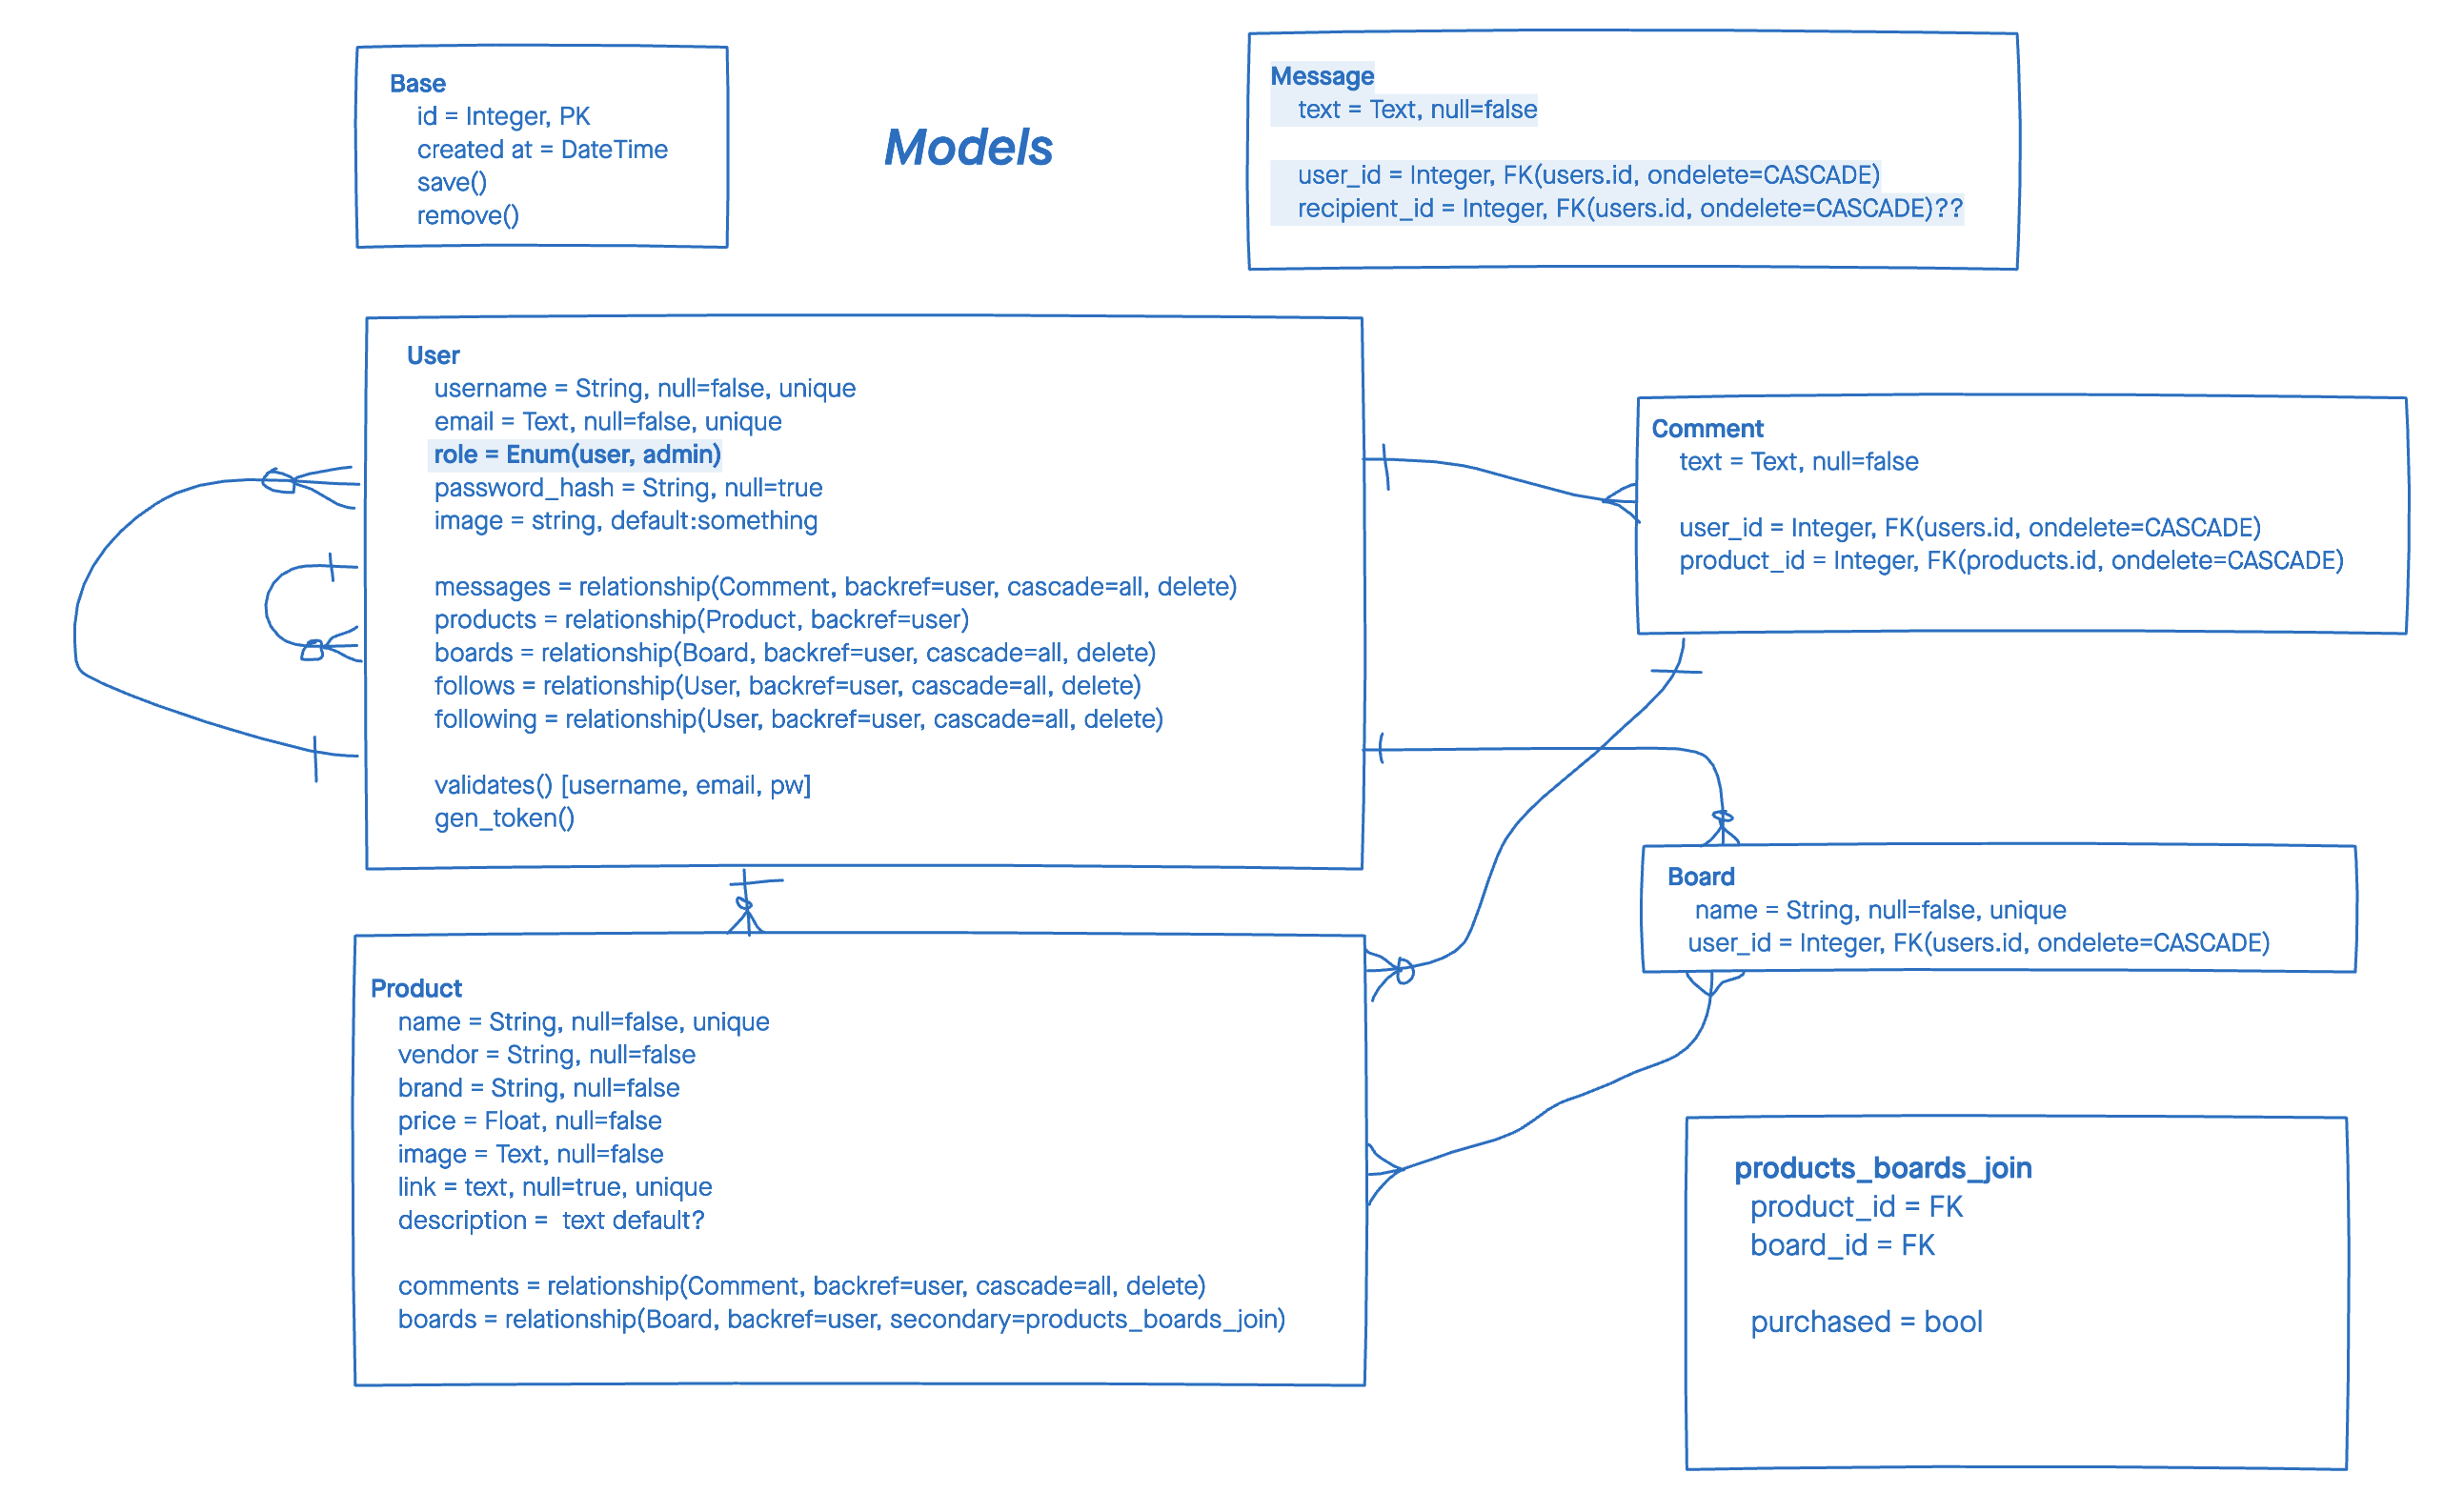 Base
id = Integer, PK
created at = DateTime
save()
remove()
Models
Message
text = Text, null=false
user_id = Integer, FK(users.id, ondelete=CASCADE)
recipient_id = Integer, FK(users.id, ondelete=CASCADE)??
User
username = String, null=false, unique
email = Text, null=false, unique
role = Enum(user, admin)
password_hash = String, null=true
image = string, default:something
messages = relationship(Comment, backref=user, cascade=all, delete)
products = relationship(Product, backref=user)
boards = relationship(Board, backref=user, cascade=all, delete)
follows = relationship(User, backref=user, cascade=all, delete)
following = relationship(User, backref=user, cascade=all, delete)
validates() [username, email, pw]
gen_token()
Comment
text = Text, null=false
user_id = Integer, FK(users.id, ondelete=CASCADE)
product_id = Integer, FK(products.id, ondelete=CASCADE)
Board
name = String, null=false, unique
user_id = Integer, FK(users.id, ondelete=CASCADE)
Product
name = String, null=false, unique
vendor = String, null=false
brand = String, null=false
price = Float, null=false
image = Text, null=false
link = text, null=true, unique
description =  text default?
comments = relationship(Comment, backref=user, cascade=all, delete)
boards = relationship(Board, backref=user, secondary=products_boards_join)
products_boards_join
product_id = FK
board_id = FK
purchased = bool